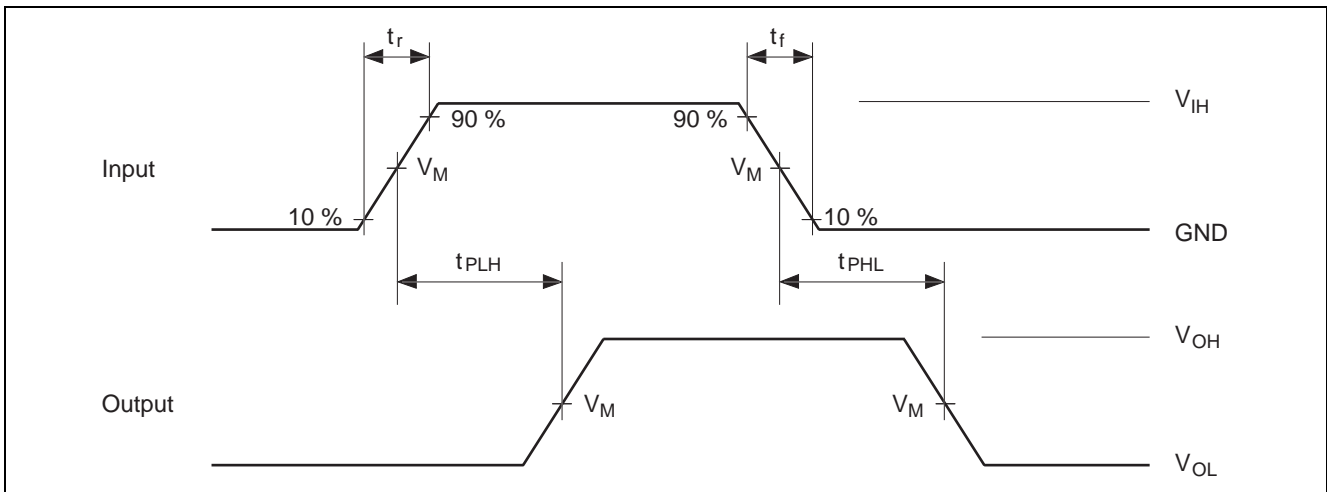 tr tf
90 % 90 % VIH
Input VM VM
10 % 10 % GND
tPLH tPHL
VOH
Output VM VM
VOL